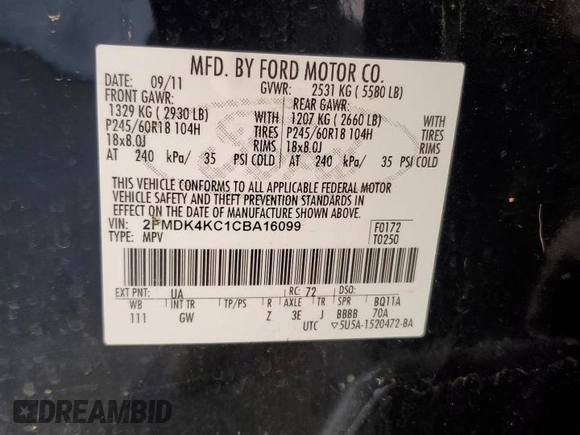 MFD. BY FORD MOTOR CO.
DATE: 09/11 GVWR: 2531 KG ( 5580 LB)
FRONT GAWR: REAR GAWR:
1329 KG ( 2930 LB) 1207 KG ( 2660 LB)
P245/60R18 104H TIRES P245/60R18 104H TIRES
18x8.0J RIMS 18x8.0J RIMS
AT 240 kPa/ 35 PSI COLD AT 240 kPa/ 35 PSI COLD
THIS VEHICLE CONFORMS TO ALL APPLICABLE FEDERAL MOTOR
VEHICLE SAFETY AND THEFT PREVENTION STANDARDS IN
EFFECT ON THE DATE OF MANUFACTURE SHOWN ABOVE.
VIN: 2FMDK4KC1CBA16099 F0172
TYPE: MPV T0250
EXT PNT: UA RC: 72 DSO:
WB INT TR TP/PS R AXLE TR SPR BQ11A
111 GW Z 3E J BBBB 70A
UTC ▽5U5A-1520472-BA
DREAMBID